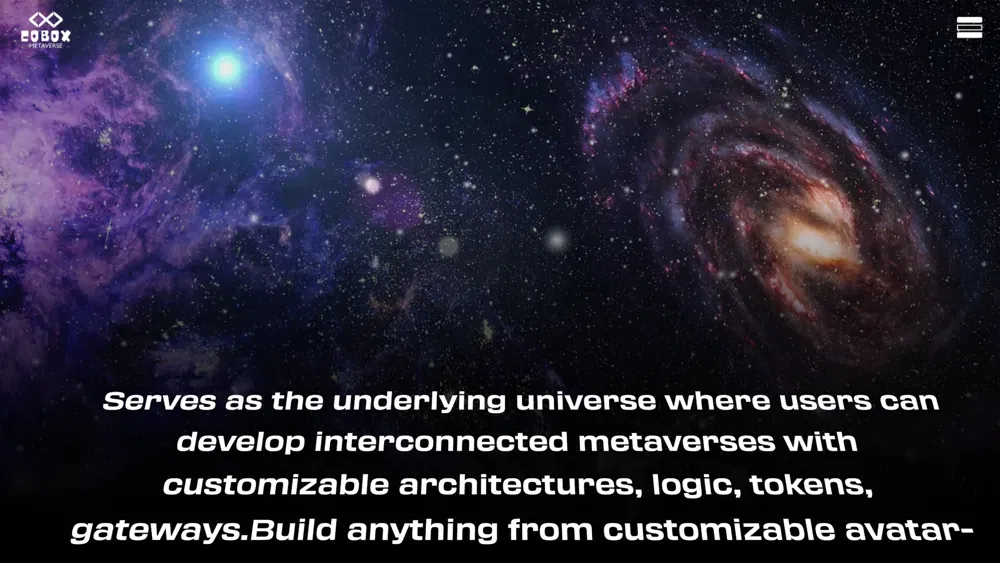 COBOX
METAVERSE
Serves as the underlying universe where users can
develop interconnected metaverses with
customizable architectures, logic, tokens,
gateways.Build anything from customizable avatar-